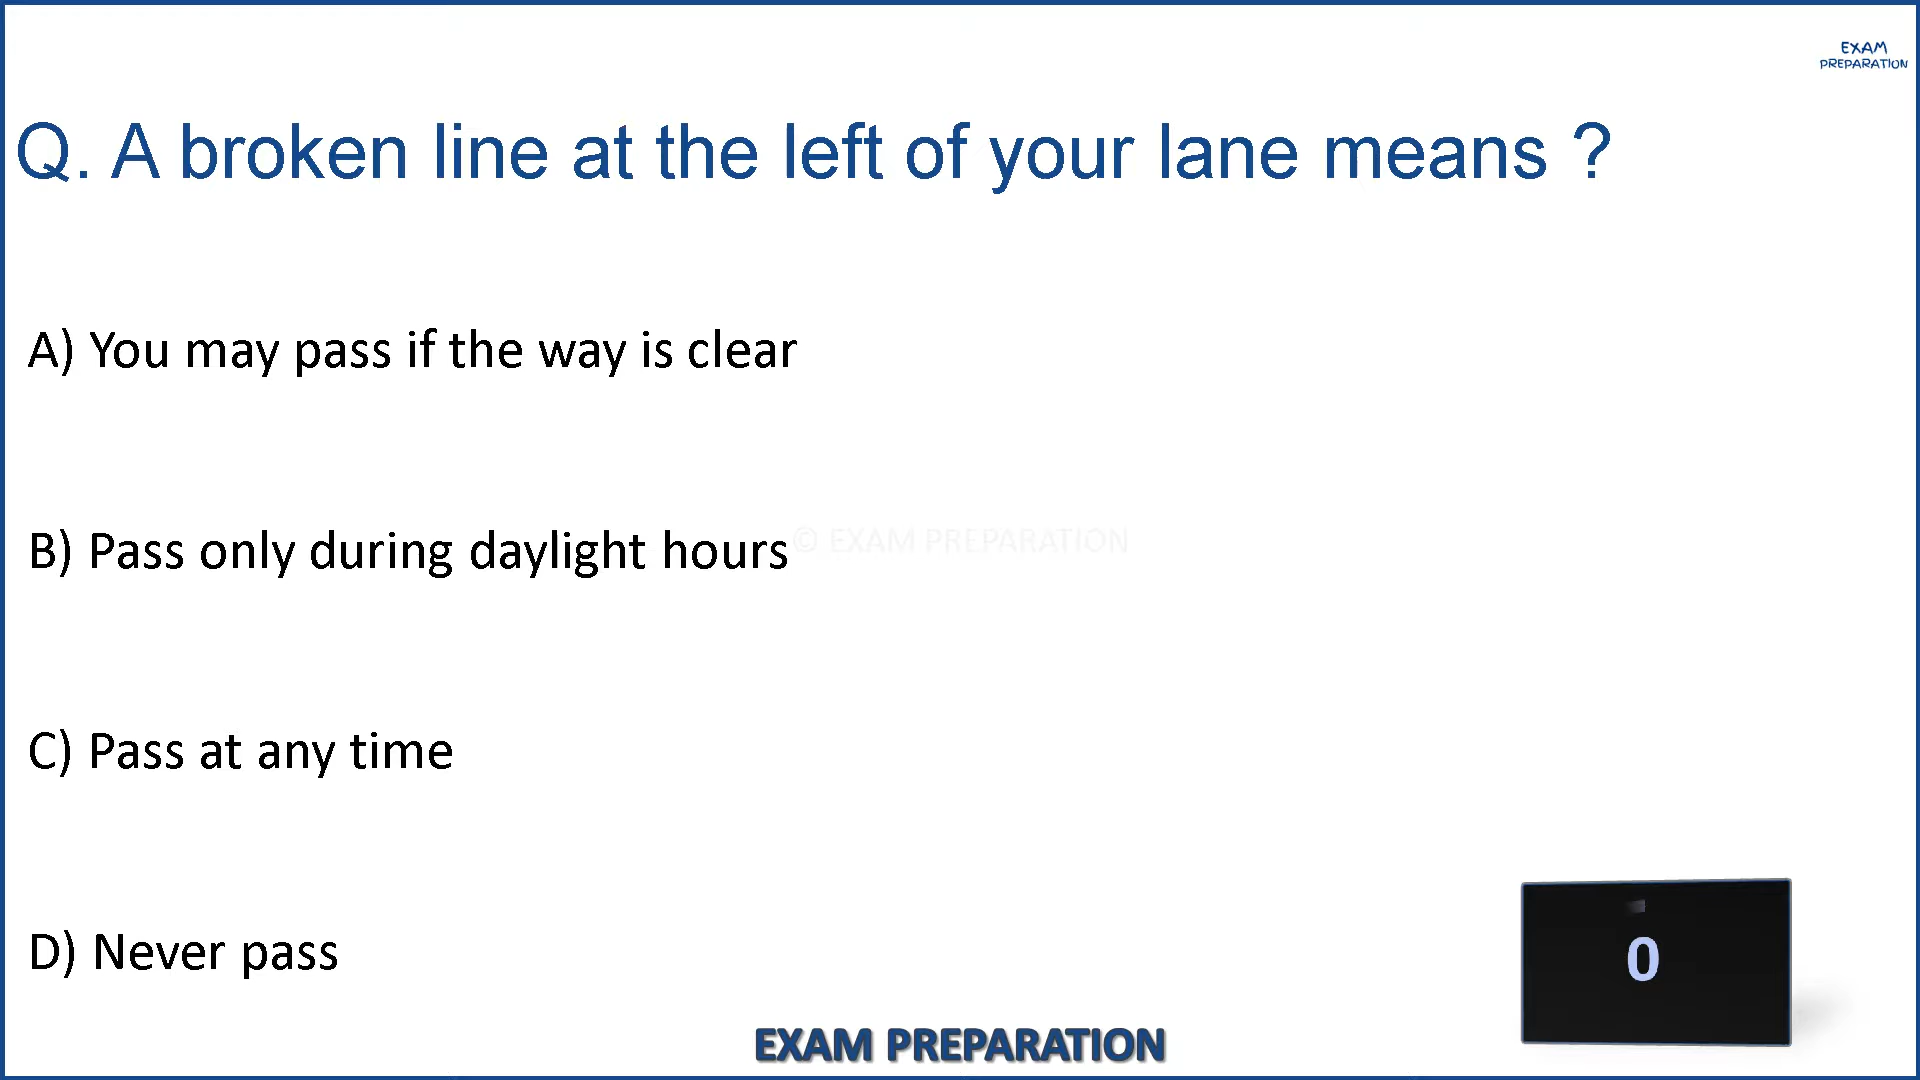 EXAM
PREPARATION
Q. A broken line at the left of your lane means ?
A) You may pass if the way is clear
B) Pass only during daylight hours
© EXAM PREPARATION
C) Pass at any time
D) Never pass
0
EXAM PREPARATION